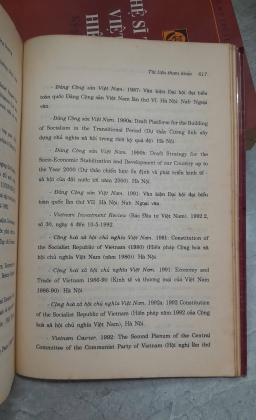 HẾ SĨ
VIỆ
HIỆ
Tài liệu tham khảo 617
- Đảng Cộng sản Việt Nam. 1987: Văn kiện Đại hội đại biểu
toàn quốc Đảng Cộng sản Việt Nam lần thứ VI. Hà Nội: Nxb Ngoại
văn.
- Đảng Cộng sản Việt Nam. 1990a: Draft Platform for the Building
of Socialism in the Transitional Period (Dự thảo Cương lĩnh xây
dựng chủ nghĩa xã hội trong thời kỳ quá độ). Hà Nội.
- Đảng Cộng sản Việt Nam. 1990b: Draft Strategy for the
Socio-Economic Stabilization and Development of our Country up to
the Year 2000 (Dự thảo chiến lược ổn định và phát triển kinh tế -
xã hội của đất nước tới năm 2000). Hà Nội.
- Đảng Cộng sản Việt Nam. 1991: Văn kiện Đại hội đại biểu
toàn quốc lần thứ VII. Hà Nội: Nxb Ngoại văn.
- Vietnam Investment Review (Báo Đầu tư Việt Nam). 1992:2,
số 30, ngày 4 đến 10-5-1992.
- Cộng hoà xã hội chủ nghĩa Việt Nam. 1981: Constitution of
the Socialist Republic of Vietnam (1980) (Hiến pháp Cộng hoà xã
hội chủ nghĩa Việt Nam (năm 1980)). Hà Nội.
- Cộng hoà xã hội chủ nghĩa Việt Nam. 1991: Economy and
Trade of Vietnam 1986-90 (Kinh tế và thương mại của Việt Nam
1986-90). Hà Nội.
- Cộng hoà xã hội chủ nghĩa Việt Nam. 1992a: 1992 Constitution
of the Socialist Republic of Vietnam (Hiến pháp năm 1992 của Cộng
hoà xã hội chủ nghĩa Việt Nam), Hà Nội.
- Vietnam Courier, 1992: The Second Plenum of the Central
Committee of the Communist Party of Vietnam (Hội nghị lần thứ